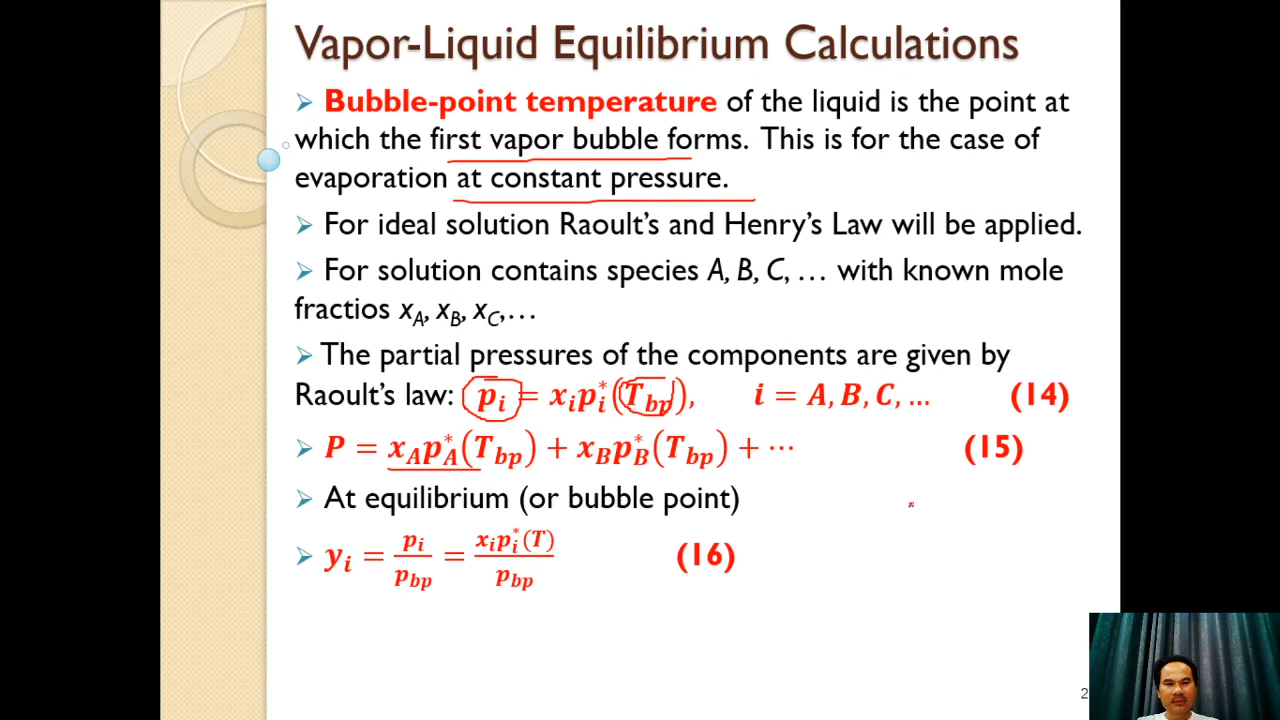 Vapor-Liquid Equilibrium Calculations
➢ Bubble-point temperature of the liquid is the point at
which the first vapor bubble forms. This is for the case of
evaporation at constant pressure.
➢ For ideal solution Raoult's and Henry's Law will be applied.
➢ For solution contains species A, B, C, … with known mole
fractios x_A, x_B, x_C,…
➢ The partial pressures of the components are given by
Raoult's law: p_i = x_i p_i^*(T_bp), i = A, B, C, … (14)
➢ P = x_A p_A^*(T_bp) + x_B p_B^*(T_bp) + ⋯ (15)
➢ At equilibrium (or bubble point)
➢ y_i = p_i / p_bp = x_i p_i^*(T) / p_bp (16)
2